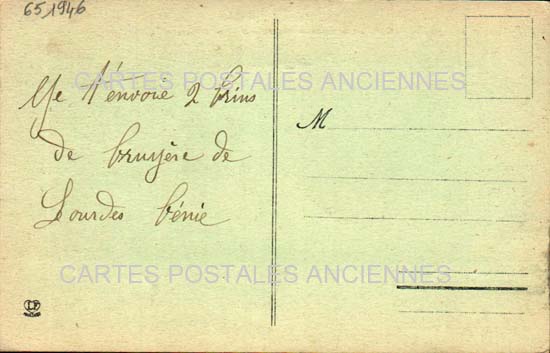 65,1946
CARTES POSTALES ANCIENNES
Je t'envoie 2 brins
de bruyère de
Lourdes bénie
M
CARTES POSTALES ANCIENNES